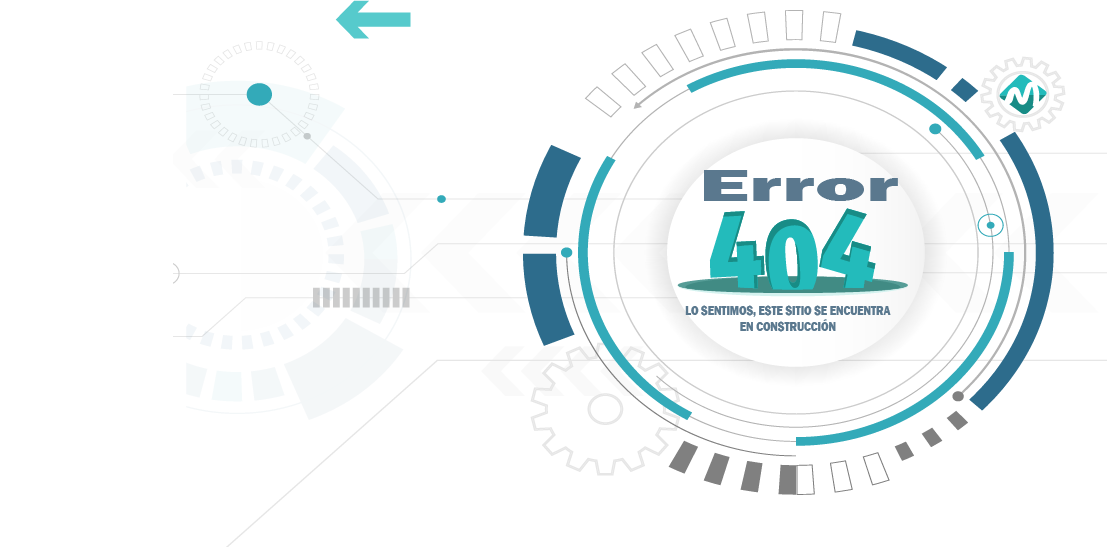 Error
404
LO SENTIMOS, ESTE SITIO SE ENCUENTRA
EN CONSTRUCCIÓN